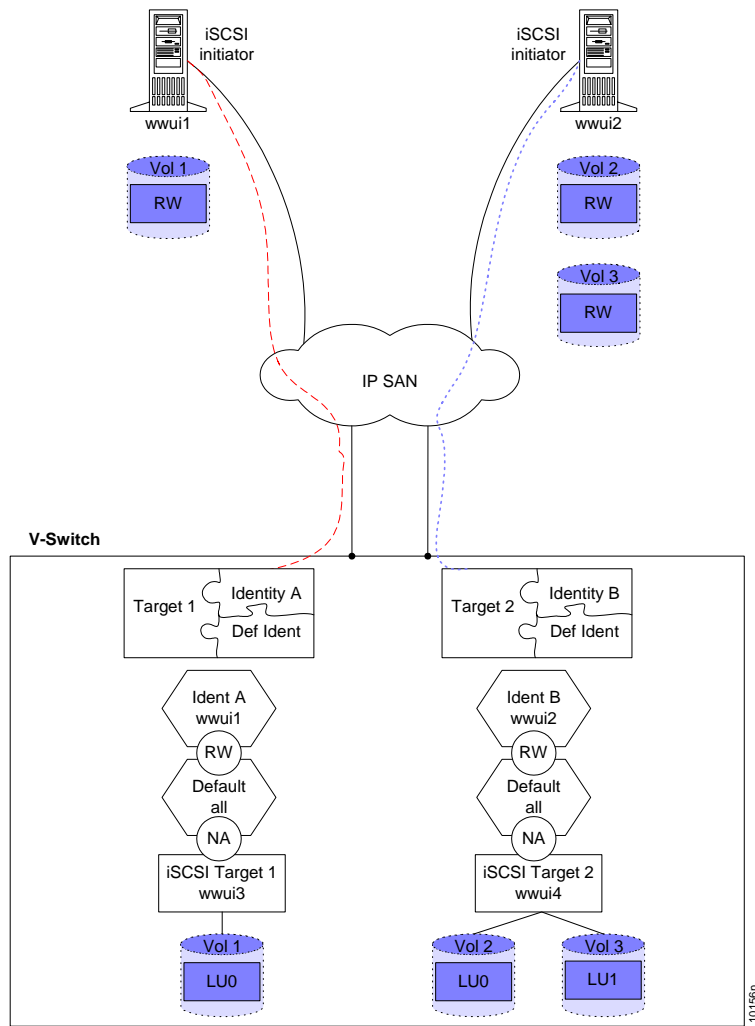 iSCSI
initiator
iSCSI
initiator
wwui1
wwui2
Vol 1
RW
Vol 2
RW
Vol 3
RW
IP SAN
V-Switch
Target 1
Identity A
Def Ident
Target 2
Identity B
Def Ident
Ident A
wwui1
RW
Default
all
NA
iSCSI Target 1
wwui3
Ident B
wwui2
RW
Default
all
NA
iSCSI Target 2
wwui4
Vol 1
LU0
Vol 2
LU0
Vol 3
LU1
10156n